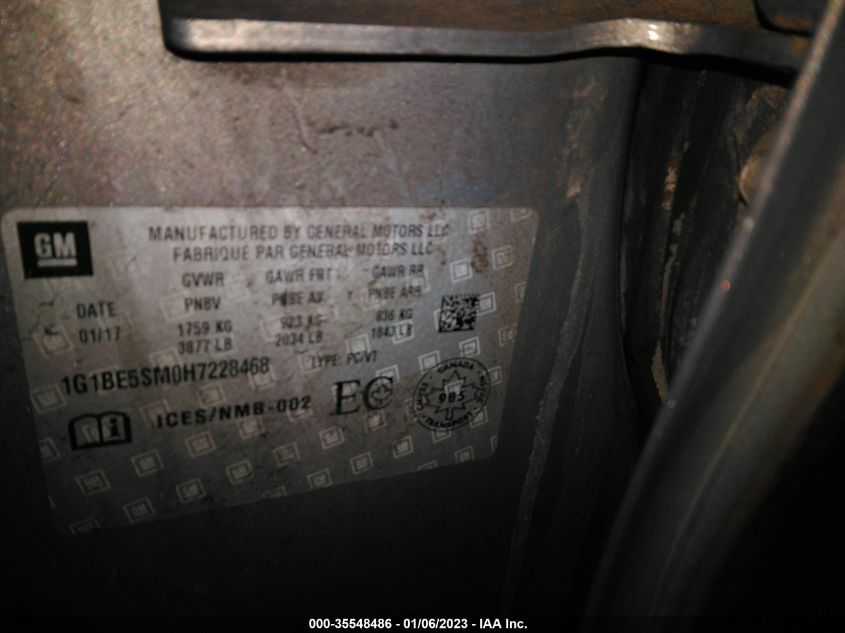 GM
MANUFACTURED BY GENERAL MOTORS LLC
FABRIQUE PAR GENERAL MOTORS LLC
DATE
01/17
GVWR
PNBV
1759 KG
3877 LB
GAWR FRT
PNBE AV
923 KG
2034 LB
GAWR RR
PNBE ARR
836 KG
1843 LB
1G1BE5SM0H7228468
TYPE: PC/VT
ICES/NMB-002
EC
CANADA
985
TRANSPORT
000-35548486 - 01/06/2023 - IAA Inc.